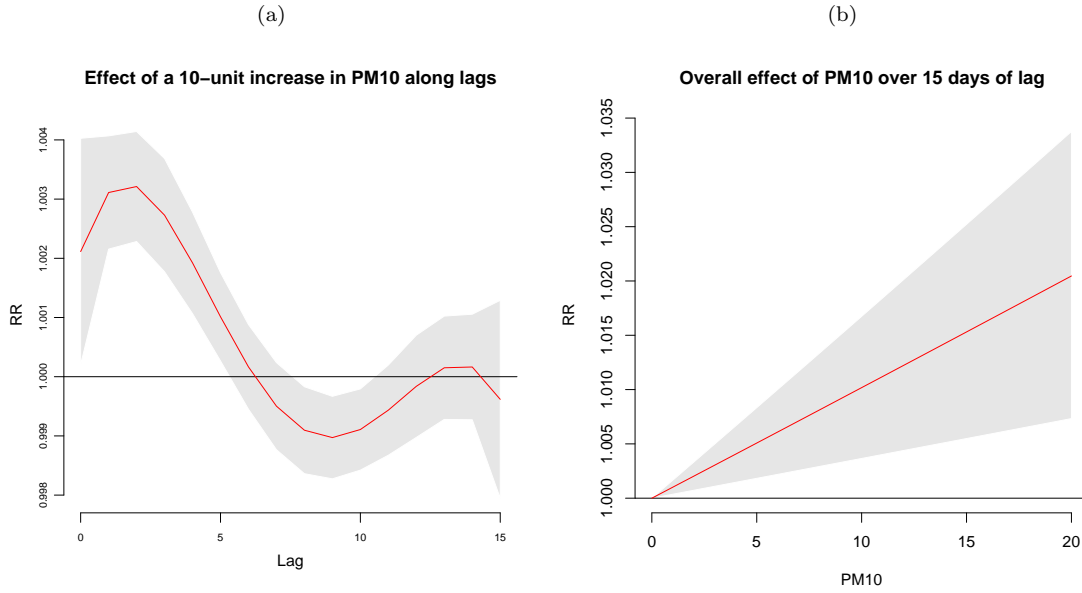 (a)
Effect of a 10−unit increase in PM10 along lags
RR
1.004
1.003
1.002
1.001
1.000
0.999
0.998
0 5 10 15
Lag
(b)
Overall effect of PM10 over 15 days of lag
RR
1.035
1.030
1.025
1.020
1.015
1.010
1.005
1.000
0 5 10 15 20
PM10